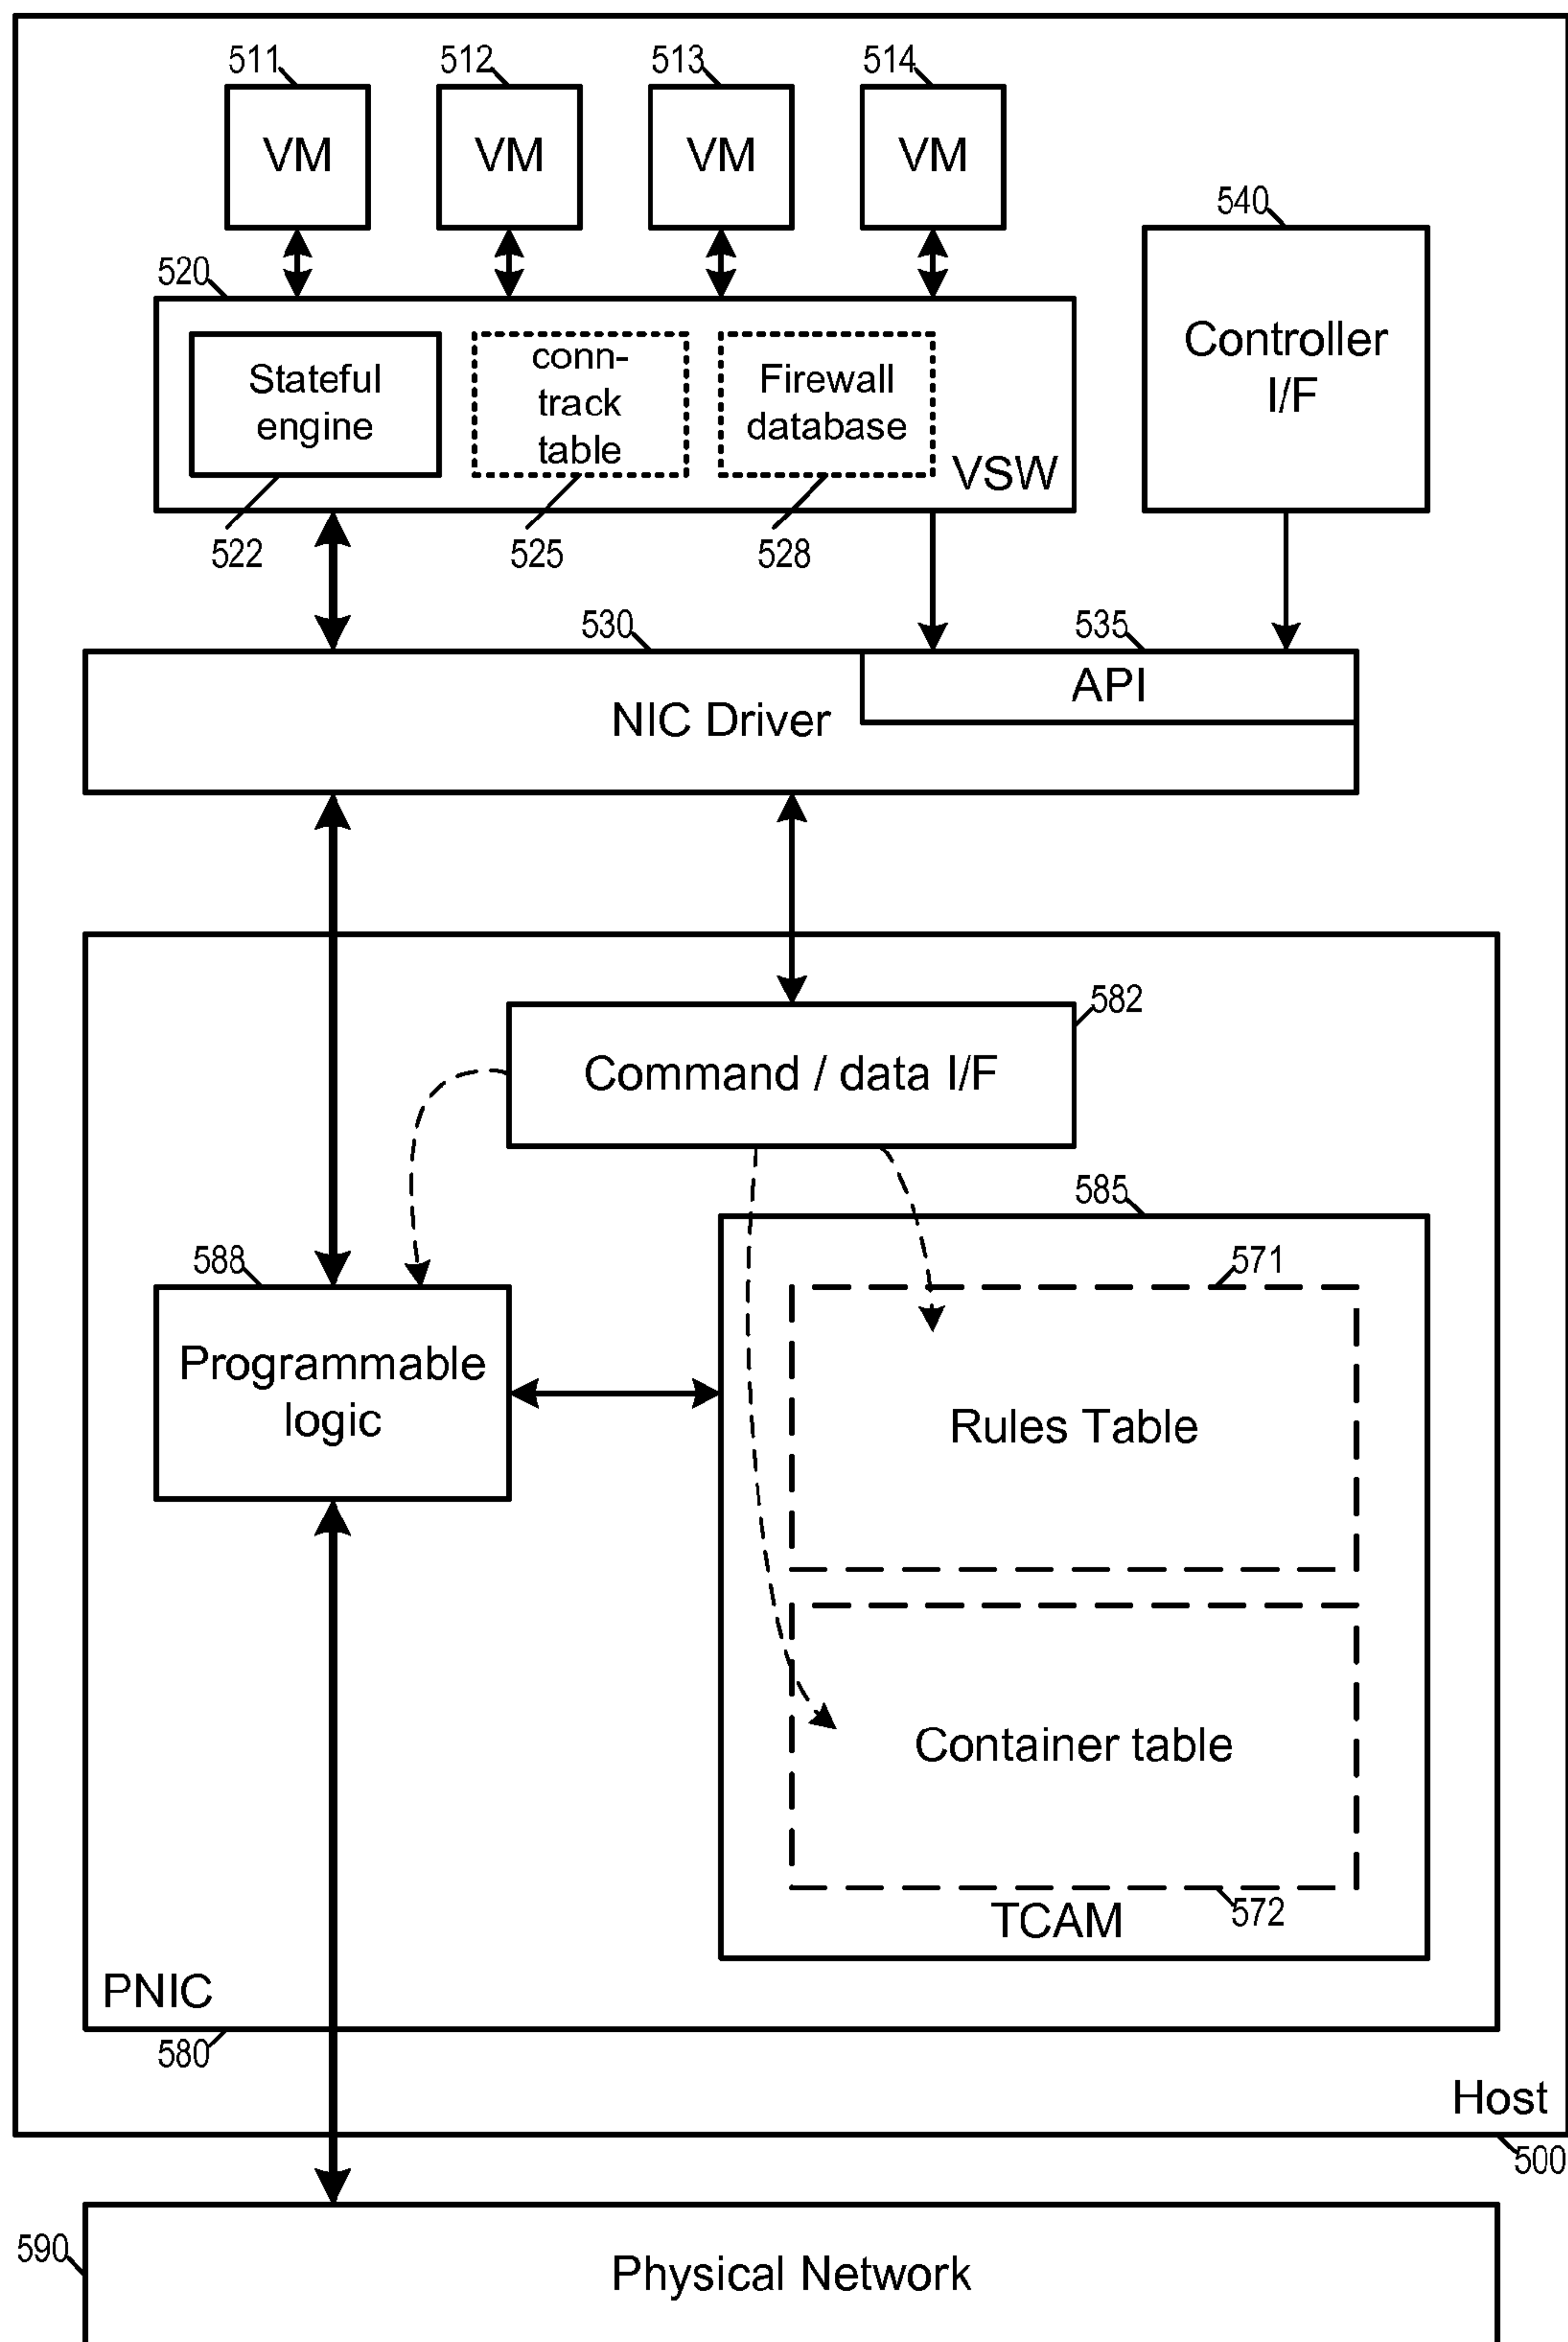 511
512
513
514
VM
VM
VM
VM
540
520
Controller
I/F
Stateful
engine
conn-
track
table
Firewall
database
VSW
522
525
528
530
535
API
NIC Driver
582
Command / data I/F
585
588
571
Programmable
logic
Rules Table
Container table
572
TCAM
PNIC
580
Host
500
590
Physical Network